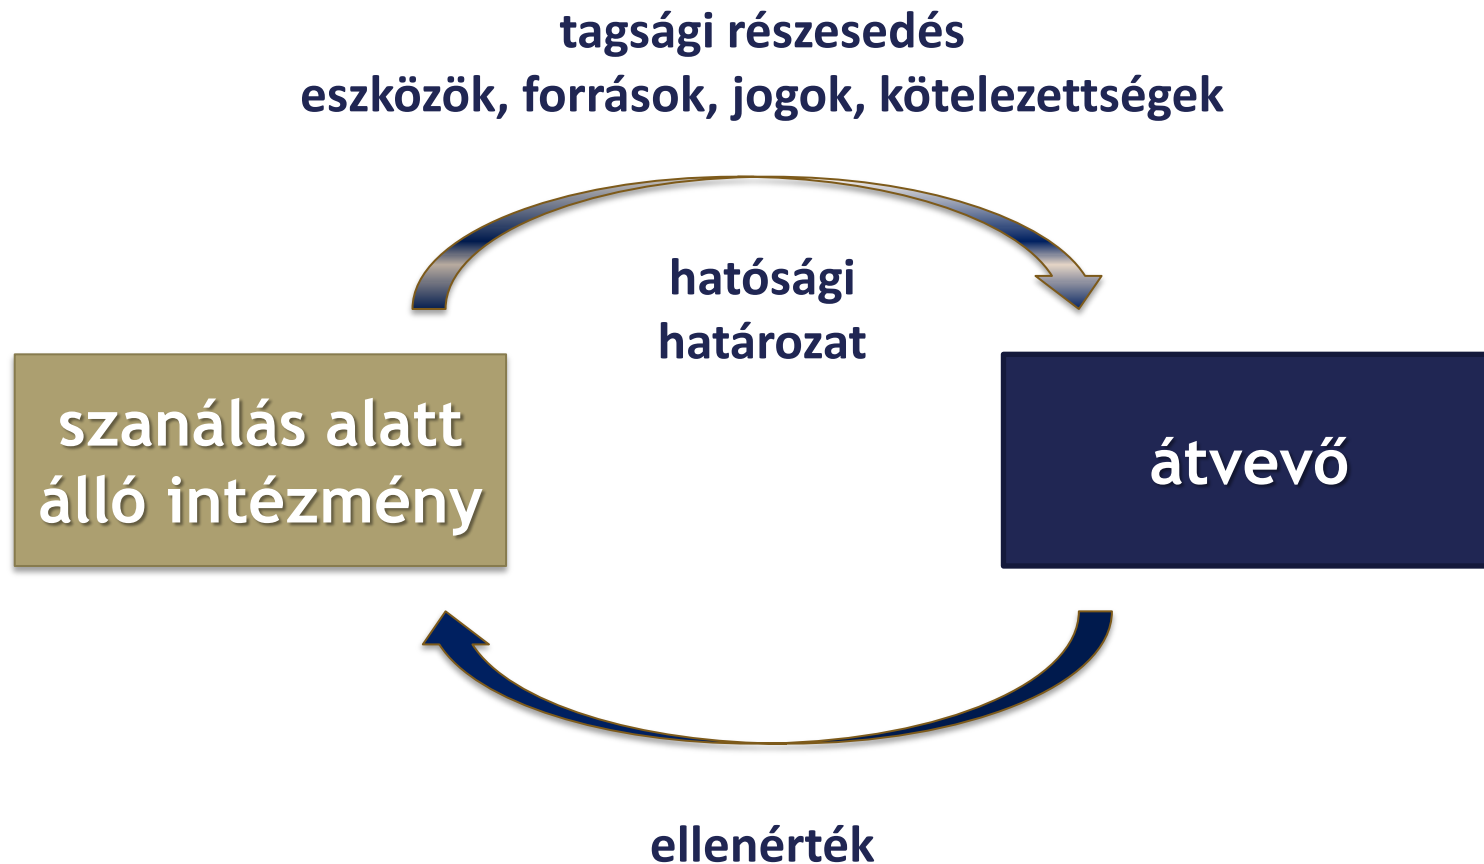 tagsági részesedés
eszközök, források, jogok, kötelezettségek
hatósági
határozat
szanálás alatt
álló intézmény
átvevő
ellenérték